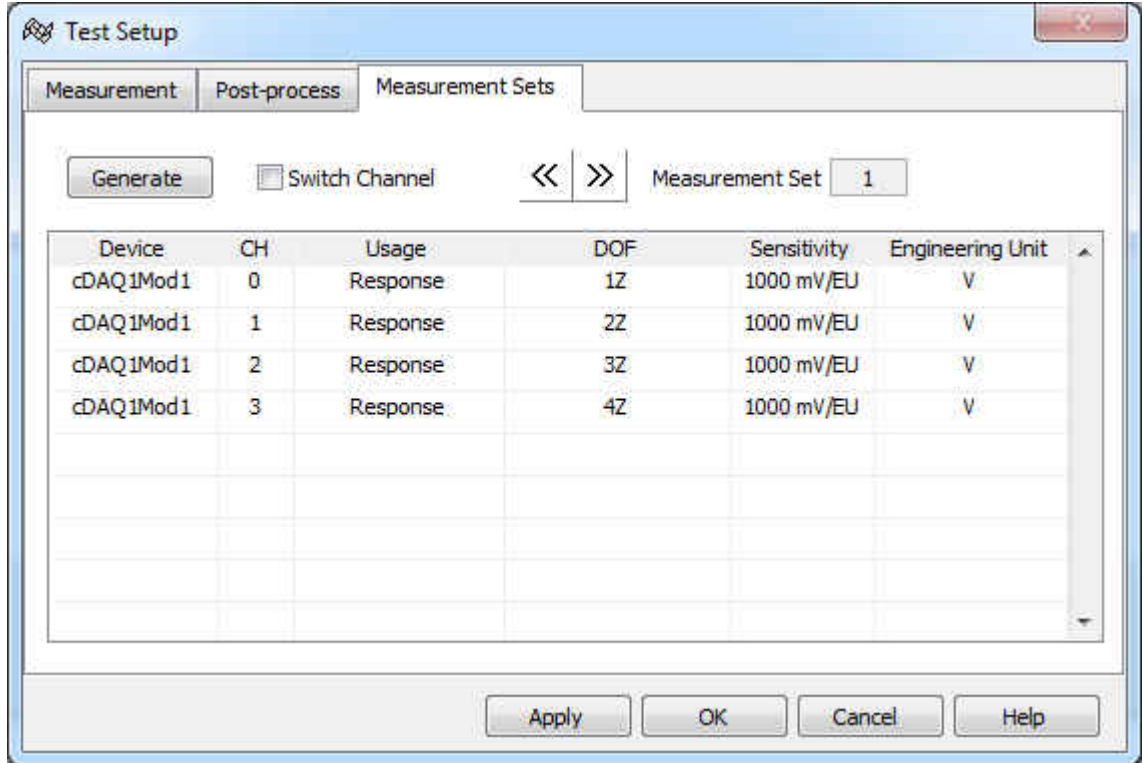 Test Setup
Measurement Post-process Measurement Sets
Generate Switch Channel Measurement Set 1
Device CH Usage DOF Sensitivity Engineering Unit
cDAQ1Mod1 0 Response 1Z 1000 mV/EU V
cDAQ1Mod1 1 Response 2Z 1000 mV/EU V
cDAQ1Mod1 2 Response 3Z 1000 mV/EU V
cDAQ1Mod1 3 Response 4Z 1000 mV/EU V
Apply OK Cancel Help